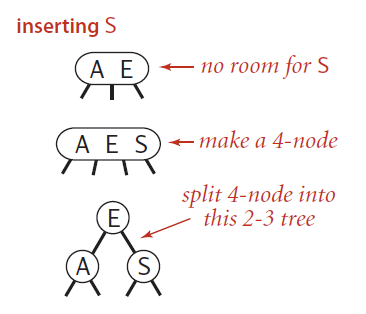 inserting S
A E
no room for S
A E S
make a 4-node
split 4-node into
this 2-3 tree
E
A
S